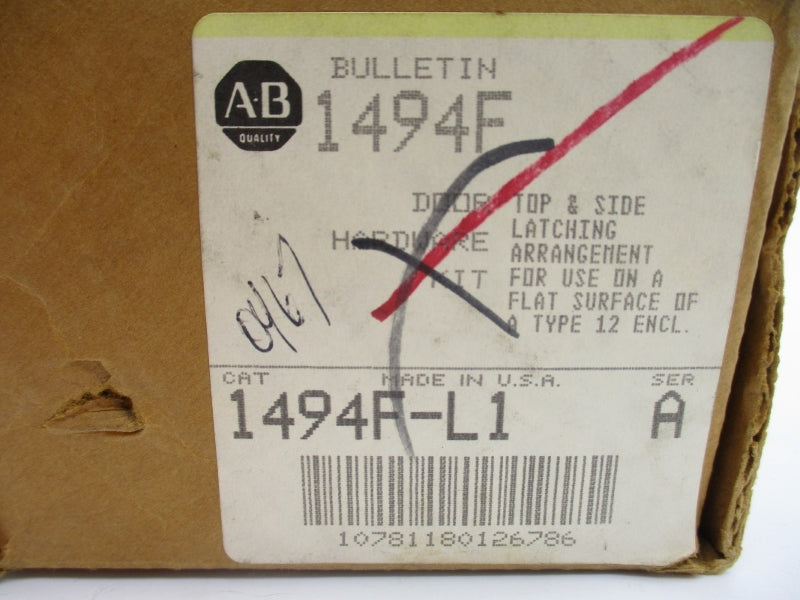 BULLETIN
A·B
QUALITY
1494F
DOOR
HARDWARE
KIT
TOP & SIDE
LATCHING
ARRANGEMENT
FOR USE ON A
FLAT SURFACE OF
A TYPE 12 ENCL.
0467
CAT
MADE IN U.S.A.
SER
1494F-L1
A
10781180126786